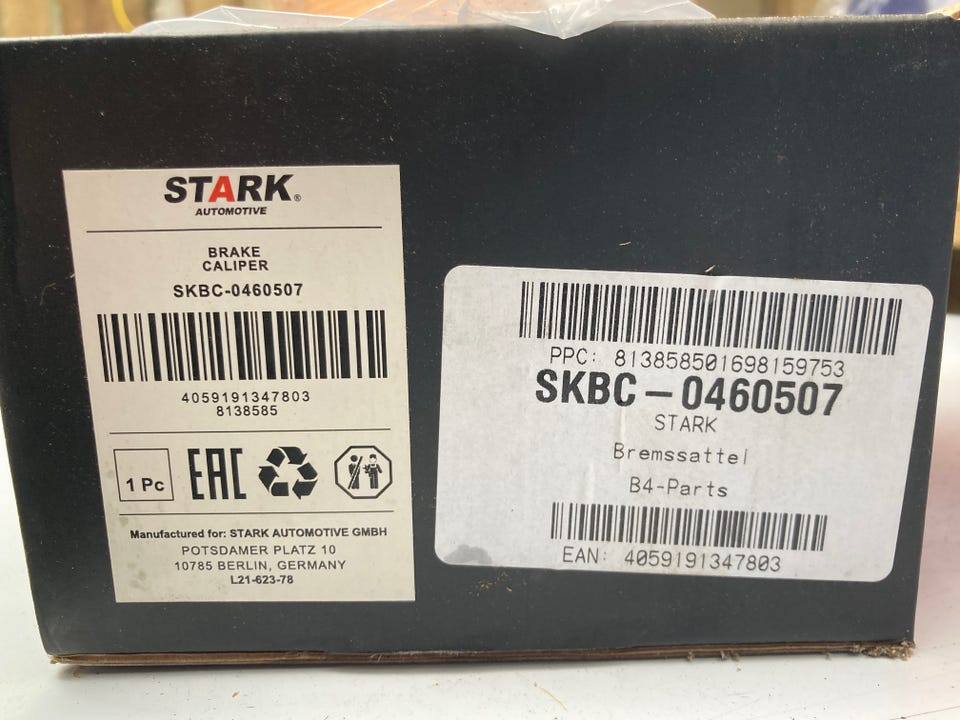 STARK®
AUTOMOTIVE
BRAKE
CALIPER
SKBC-0460507
4059191347803
8138585
1 Pc EAC
Manufactured for: STARK AUTOMOTIVE GMBH
POTSDAMER PLATZ 10
10785 BERLIN, GERMANY
L21-623-78
PPC: 813858501698159753
SKBC-0460507
STARK
Bremssattel
B4-Parts
EAN: 4059191347803